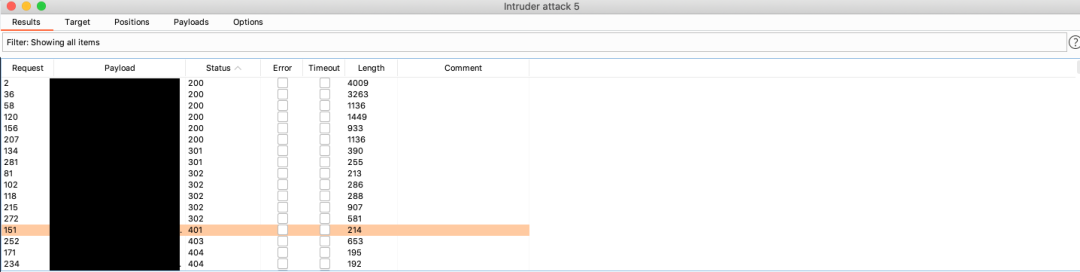 Intruder attack 5
Results Target Positions Payloads Options
Filter: Showing all items
?
Request Payload Status Error Timeout Length Comment
2 200 4009
36 200 3263
58 200 1136
120 200 1449
156 200 933
207 200 1136
134 301 390
281 301 255
81 302 213
102 302 286
118 302 288
215 302 907
272 302 581
151 401 214
252 403 653
171 404 195
234 404 192